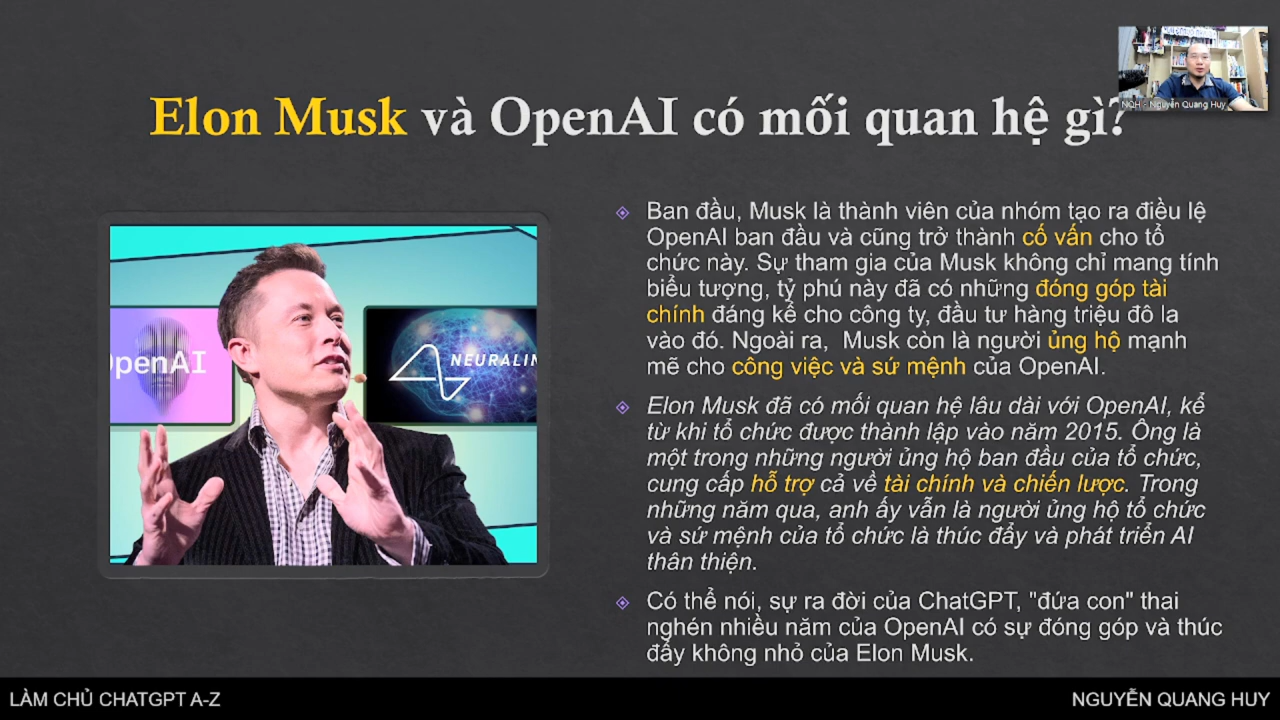 Elon Musk và OpenAI có mối quan hệ gì?
NQH - Nguyễn Quang Huy
Ban đầu, Musk là thành viên của nhóm tạo ra điều lệ
OpenAI ban đầu và cũng trở thành cố vấn cho tổ
chức này. Sự tham gia của Musk không chỉ mang tính
biểu tượng, tỷ phú này đã có những đóng góp tài
chính đáng kể cho công ty, đầu tư hàng triệu đô la
vào đó. Ngoài ra, Musk còn là người ủng hộ mạnh
mẽ cho công việc và sứ mệnh của OpenAI.
Elon Musk đã có mối quan hệ lâu dài với OpenAI, kể
từ khi tổ chức được thành lập vào năm 2015. Ông là
một trong những người ủng hộ ban đầu của tổ chức,
cung cấp hỗ trợ cả về tài chính và chiến lược. Trong
những năm qua, anh ấy vẫn là người ủng hộ tổ chức
và sứ mệnh của tổ chức là thúc đẩy và phát triển AI
thân thiện.
Có thể nói, sự ra đời của ChatGPT, "đứa con" thai
nghén nhiều năm của OpenAI có sự đóng góp và thúc
đẩy không nhỏ của Elon Musk.
penAI
NEURALIN
LÀM CHỦ CHATGPT A-Z
NGUYỄN QUANG HUY